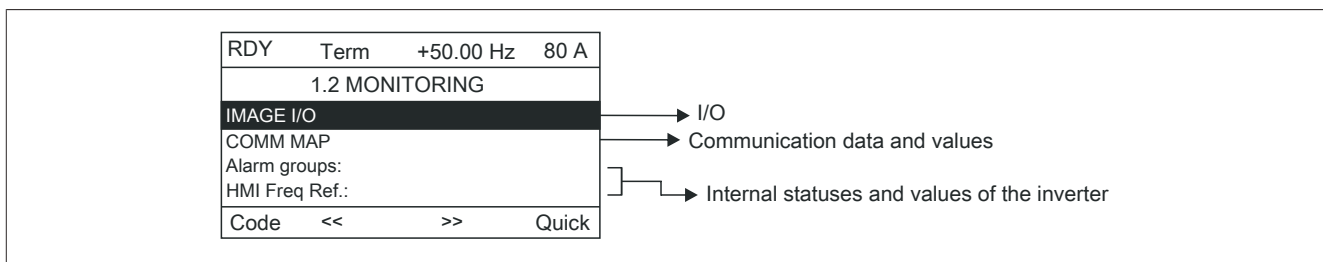 RDY Term +50.00 Hz 80 A
1.2 MONITORING
IMAGE I/O
I/O
COMM MAP
Communication data and values
Alarm groups:
HMI Freq Ref.:
Internal statuses and values of the inverter
Code << >> Quick